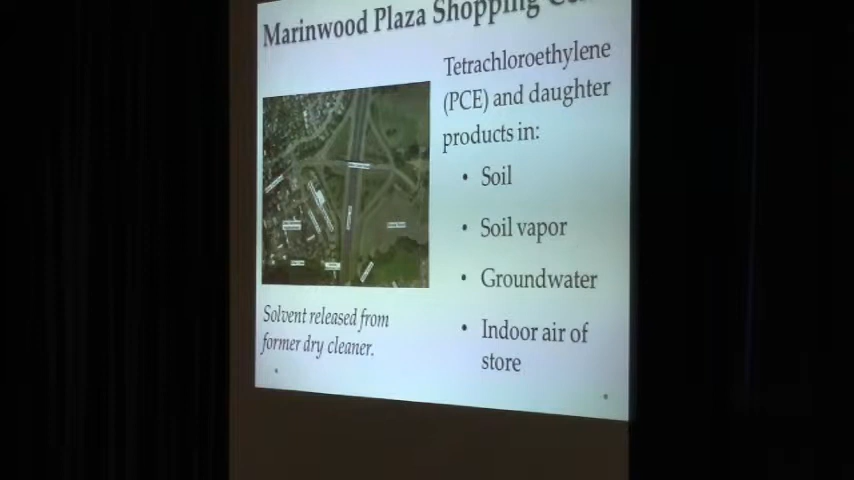 Marinwood Plaza Shopping
Tetrachloroethylene
(PCE) and daughter
products in:
• Soil
• Soil vapor
• Groundwater
• Indoor air of
store
Solvent released from
former dry cleaner.